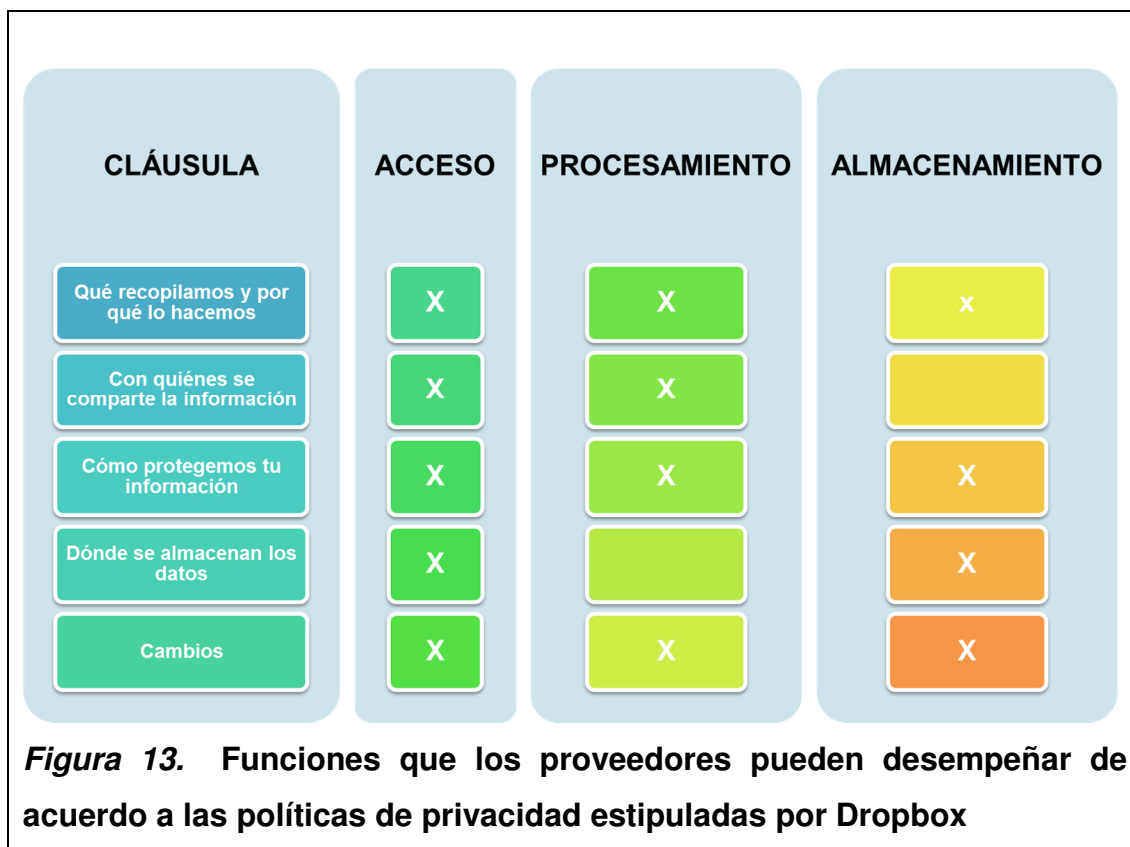 CLÁUSULA ACCESO PROCESAMIENTO ALMACENAMIENTO
Qué recopilamos y por
qué lo hacemos
X X x
Con quiénes se
comparte la información
X X
Cómo protegemos tu
información
X X X
Dónde se almacenan los
datos
X X
Cambios X X X
Figura 13. Funciones que los proveedores pueden desempeñar de
acuerdo a las políticas de privacidad estipuladas por Dropbox